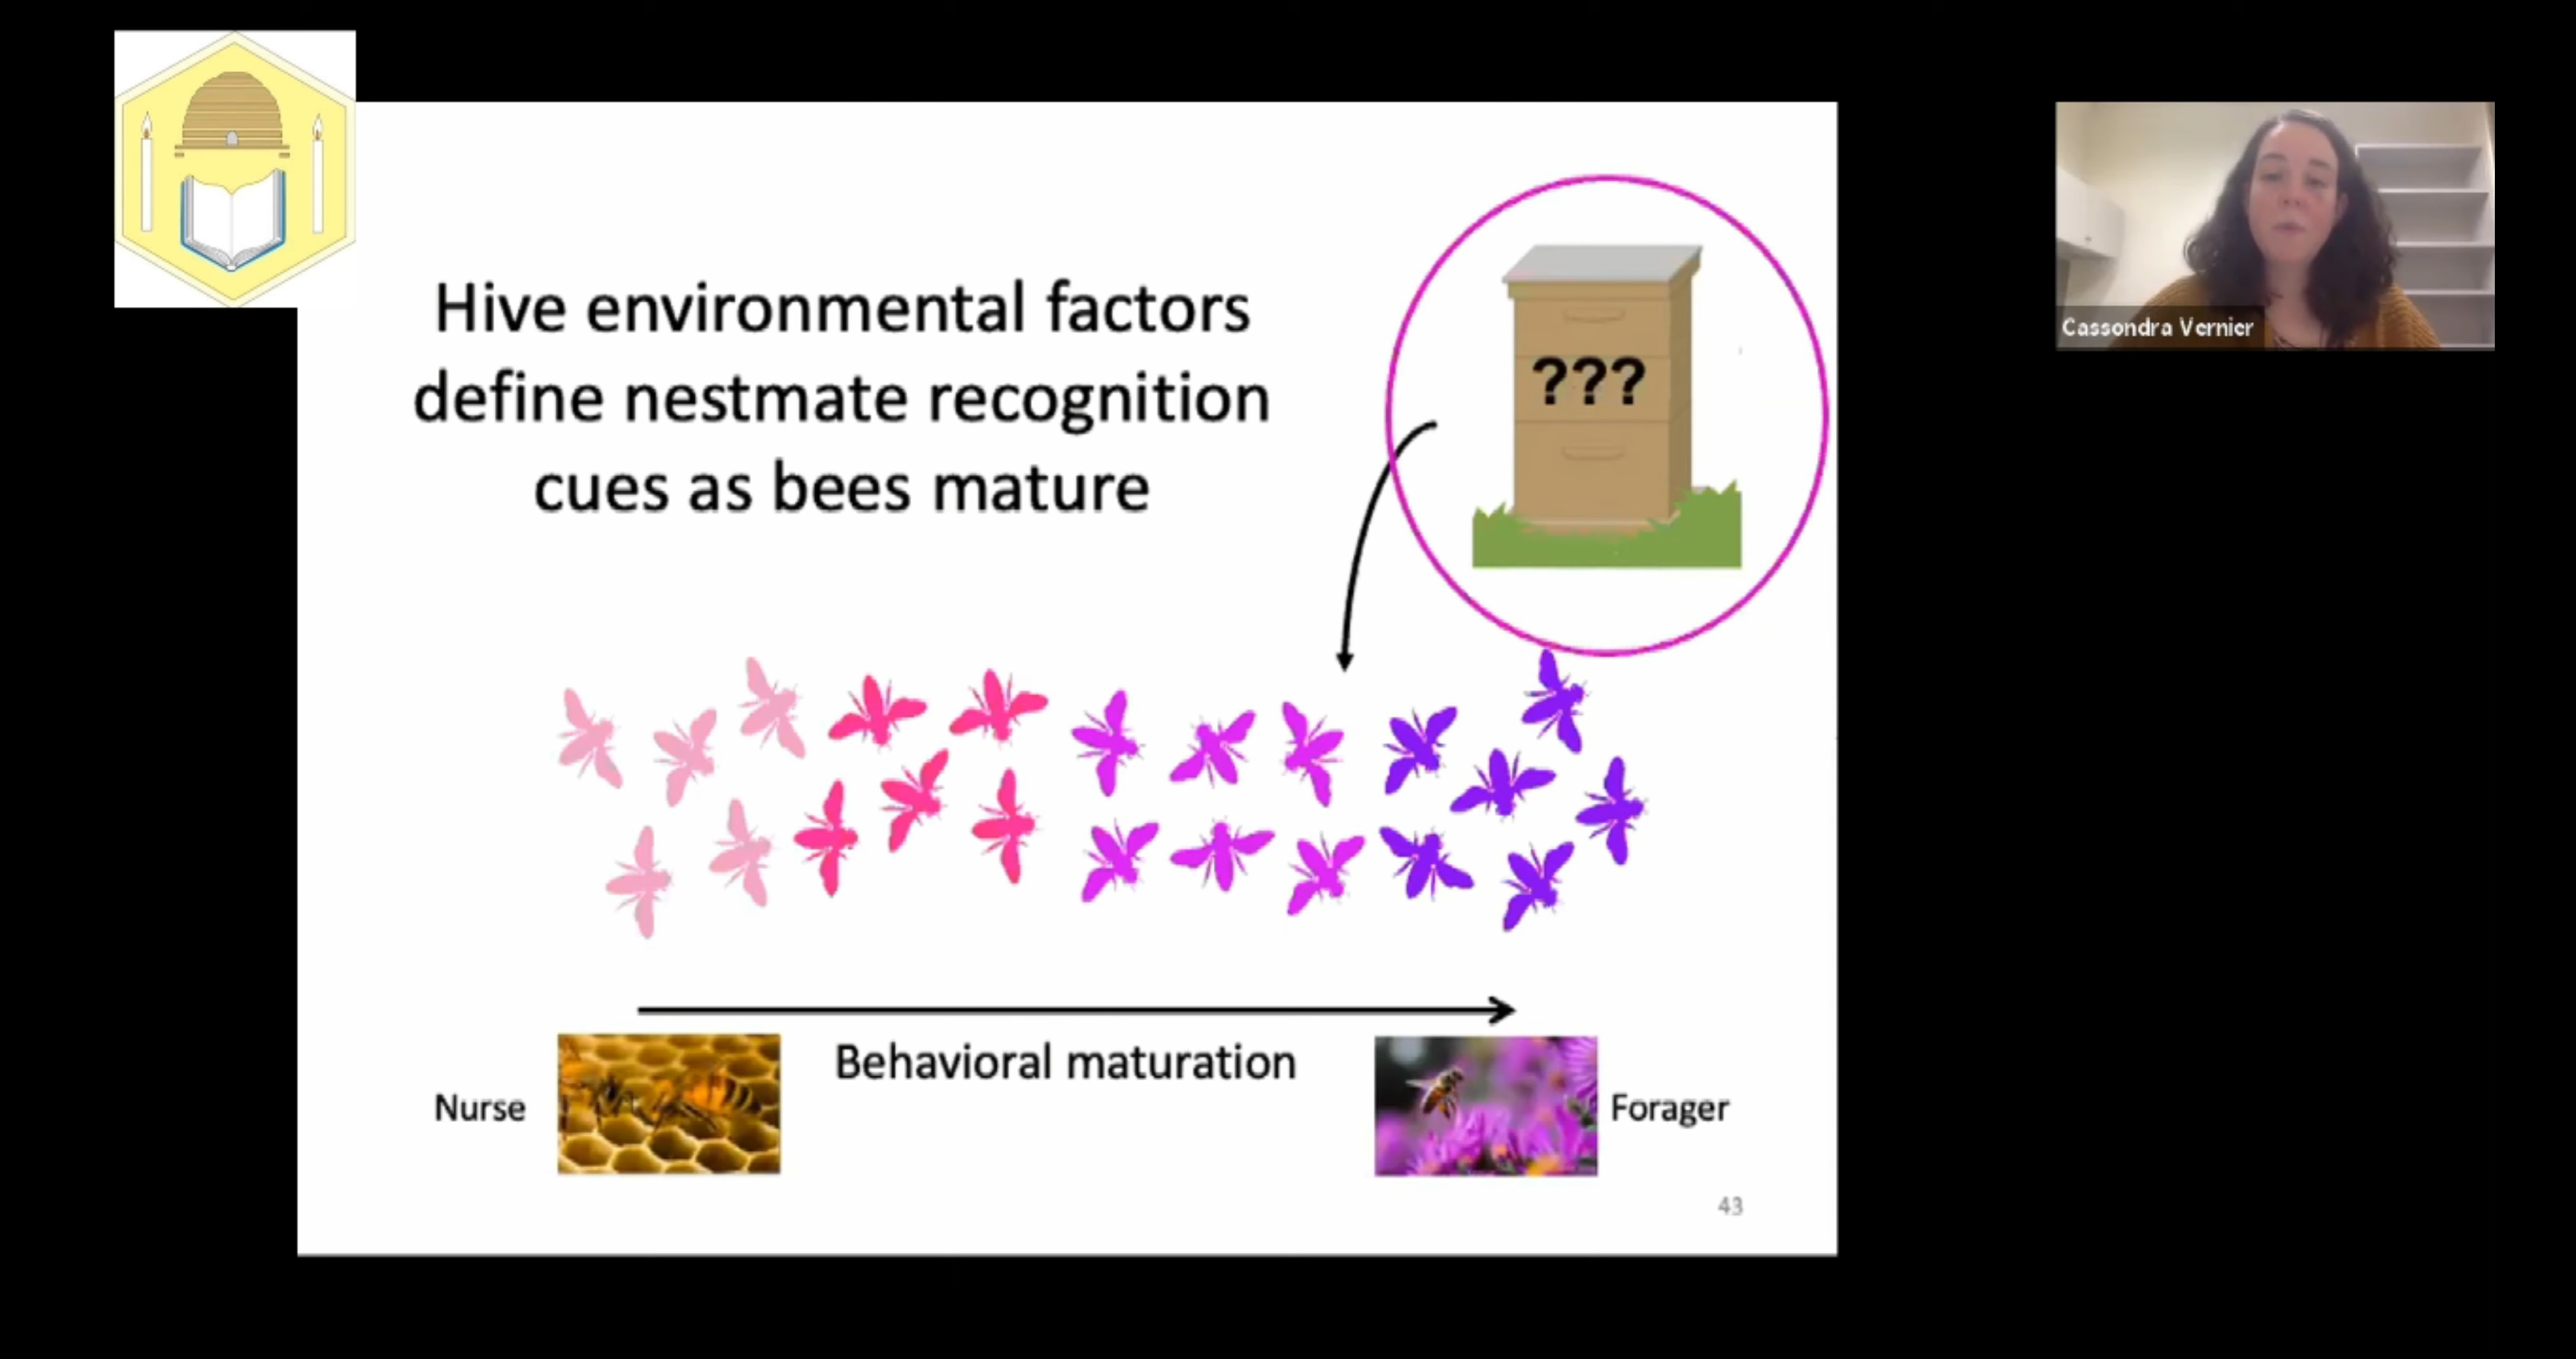 Hive environmental factors
define nestmate recognition
cues as bees mature
???
Cassondra Vernier
Behavioral maturation
Nurse
Forager
43